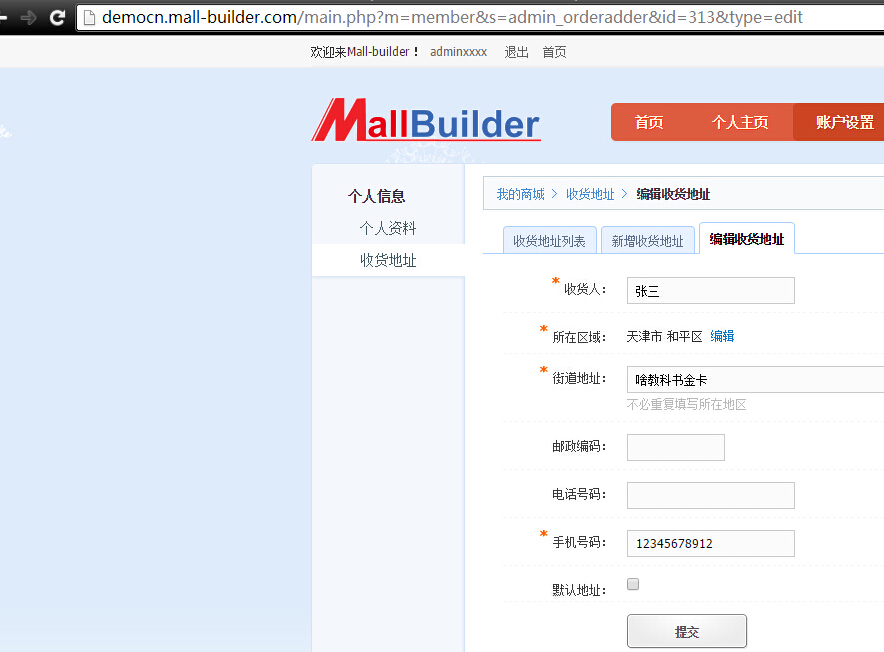 democn.mall-builder.com/main.php?m=member&s=admin_orderadder&id=313&type=edit
欢迎来Mall-builder！ adminxxxx 退出 首页
MallBuilder
首页 个人主页 账户设置
个人信息
个人资料
收货地址
我的商城 > 收货地址 > 编辑收货地址
收货地址列表 新增收货地址 编辑收货地址
* 收货人： 张三
* 所在区域： 天津市 和平区 编辑
* 街道地址： 啥教科书金卡
不必重复填写所在地区
邮政编码：
电话号码：
* 手机号码： 12345678912
默认地址：
提交